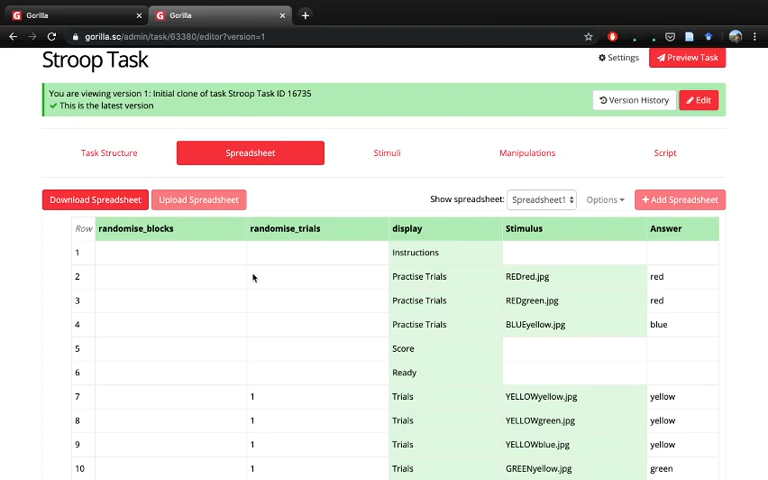 Gorilla
Gorilla
gorilla.sc/admin/task/63380/editor?version=1
Stroop Task
Settings
Preview Task
You are viewing version 1: Initial clone of task Stroop Task ID 16735
This is the latest version
Version History
Edit
Task Structure
Spreadsheet
Stimuli
Manipulations
Script
Download Spreadsheet
Upload Spreadsheet
Show spreadsheet:
Spreadsheet1
Options
+ Add Spreadsheet
Row randomise_blocks randomise_trials display Stimulus Answer
1 Instructions
2 Practise Trials REDred.jpg red
3 Practise Trials REDgreen.jpg red
4 Practise Trials BLUEyellow.jpg blue
5 Score
6 Ready
7 1 Trials YELLOWyellow.jpg yellow
8 1 Trials YELLOWgreen.jpg yellow
9 1 Trials YELLOWblue.jpg yellow
10 1 Trials GREENyellow.jpg green